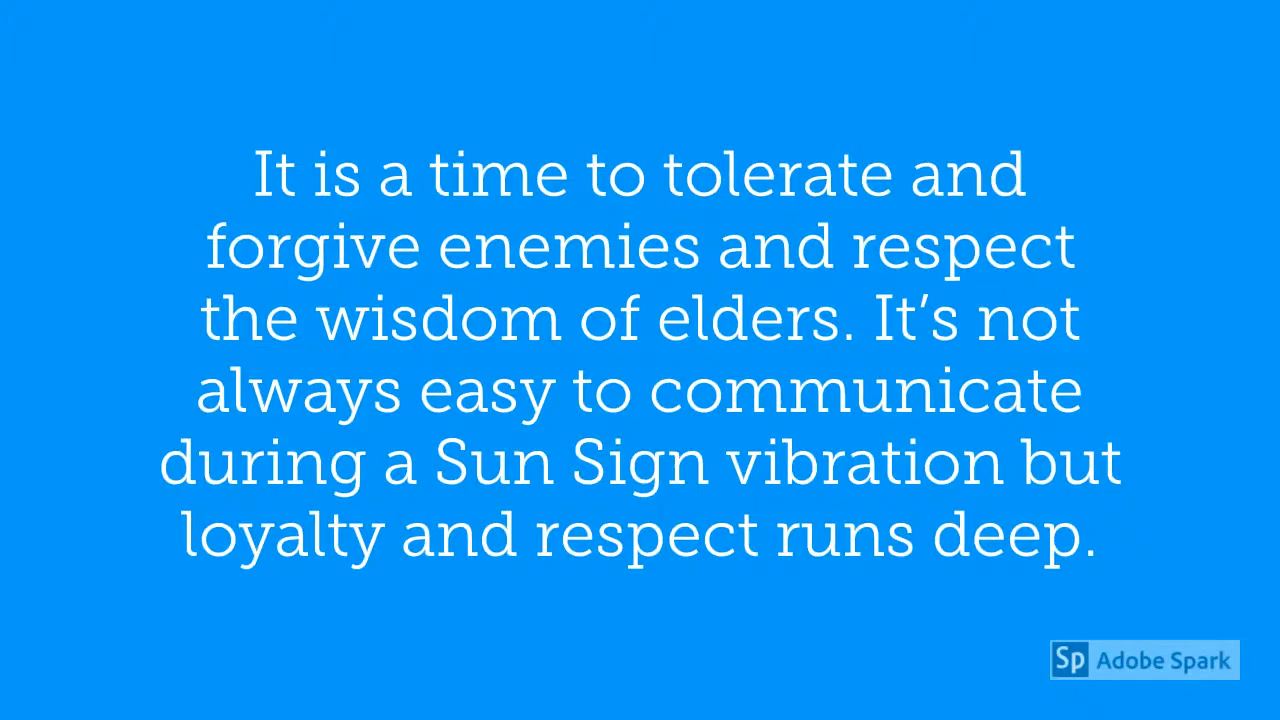 It is a time to tolerate and
forgive enemies and respect
the wisdom of elders. It’s not
always easy to communicate
during a Sun Sign vibration but
loyalty and respect runs deep.
Sp Adobe Spark